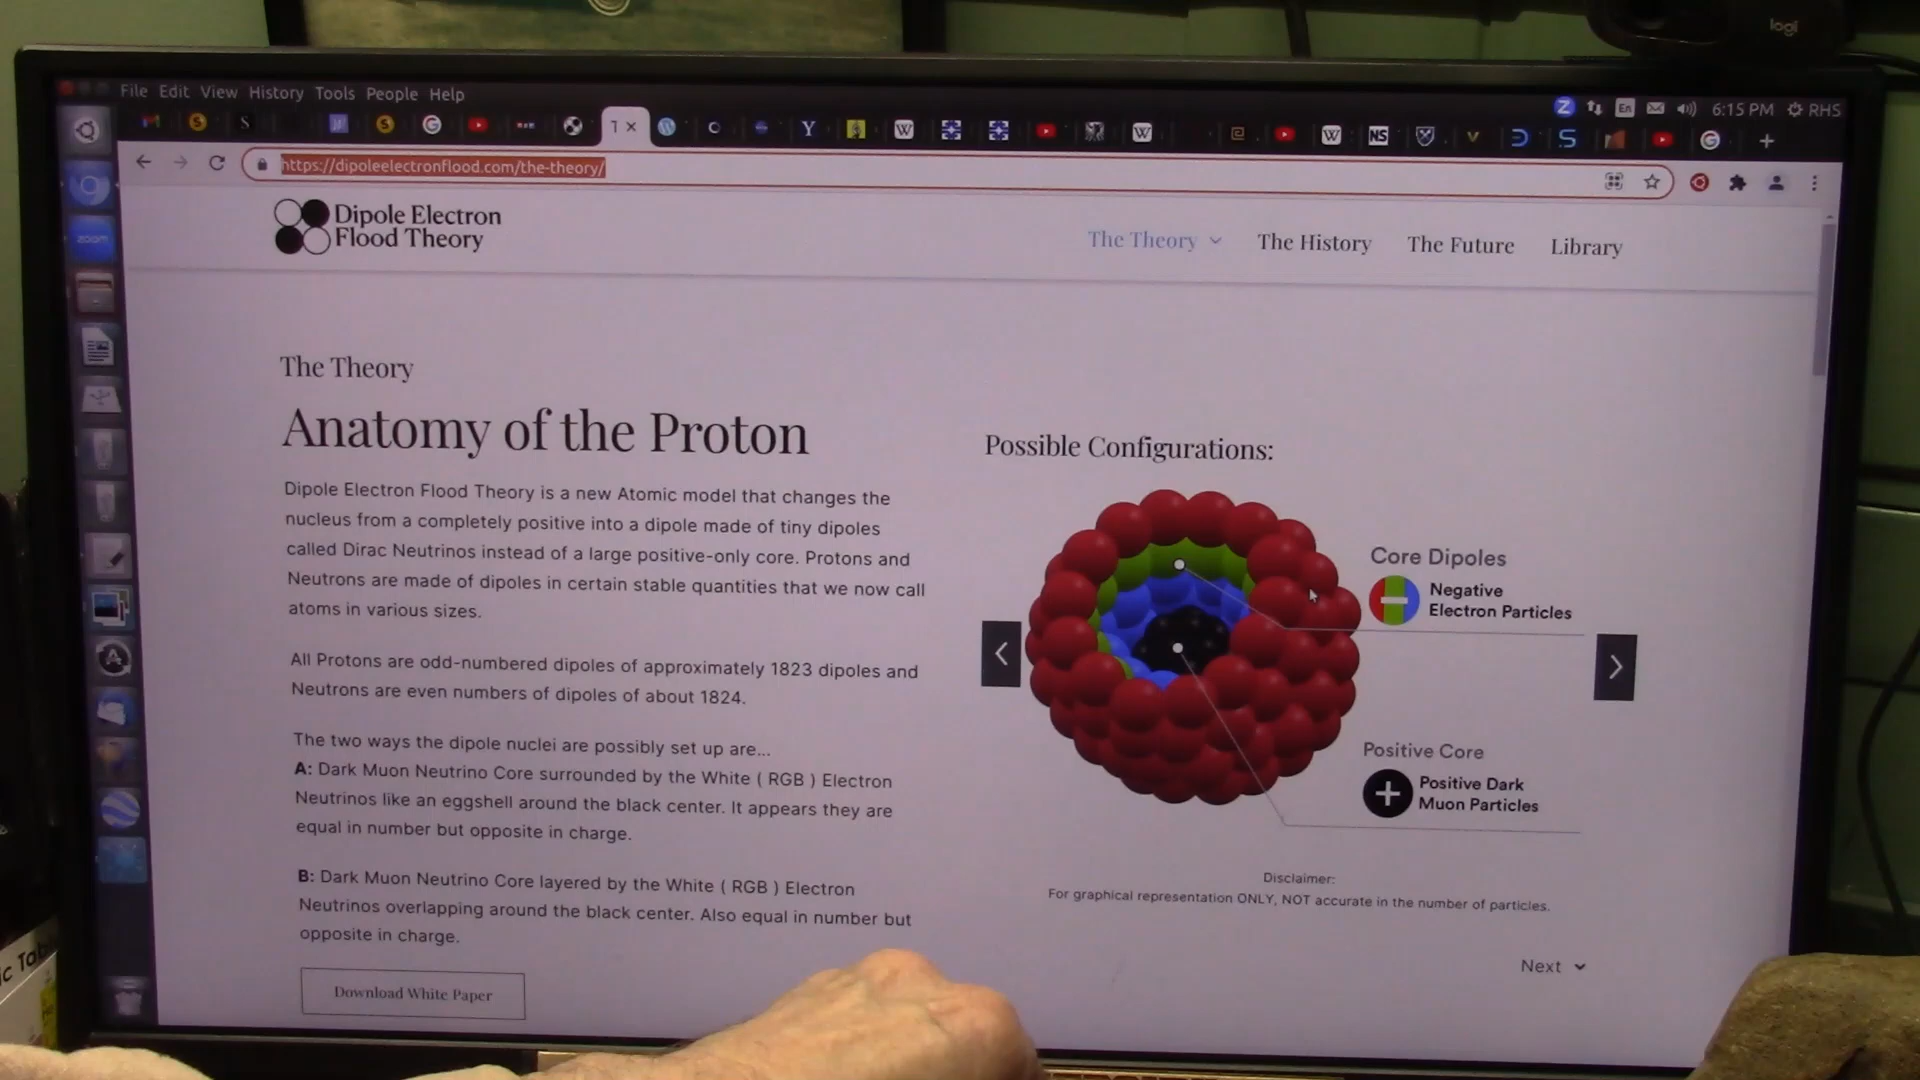 logi
File Edit View History Tools People Help
En 6:15 PM RHS
https://dipoleelectronflood.com/the-theory/
Dipole Electron
Flood Theory
The Theory The History The Future Library
zoom
The Theory
Anatomy of the Proton
Dipole Electron Flood Theory is a new Atomic model that changes the
nucleus from a completely positive into a dipole made of tiny dipoles
called Dirac Neutrinos instead of a large positive-only core. Protons and
Neutrons are made of dipoles in certain stable quantities that we now call
atoms in various sizes.
All Protons are odd-numbered dipoles of approximately 1823 dipoles and
Neutrons are even numbers of dipoles of about 1824.
The two ways the dipole nuclei are possibly set up are...
A: Dark Muon Neutrino Core surrounded by the White ( RGB ) Electron
Neutrinos like an eggshell around the black center. It appears they are
equal in number but opposite in charge.
B: Dark Muon Neutrino Core layered by the White ( RGB ) Electron
Neutrinos overlapping around the black center. Also equal in number but
opposite in charge.
Download White Paper
Possible Configurations:
Core Dipoles
Negative
Electron Particles
Positive Core
Positive Dark
Muon Particles
Disclaimer:
For graphical representation ONLY, NOT accurate in the number of particles.
Next